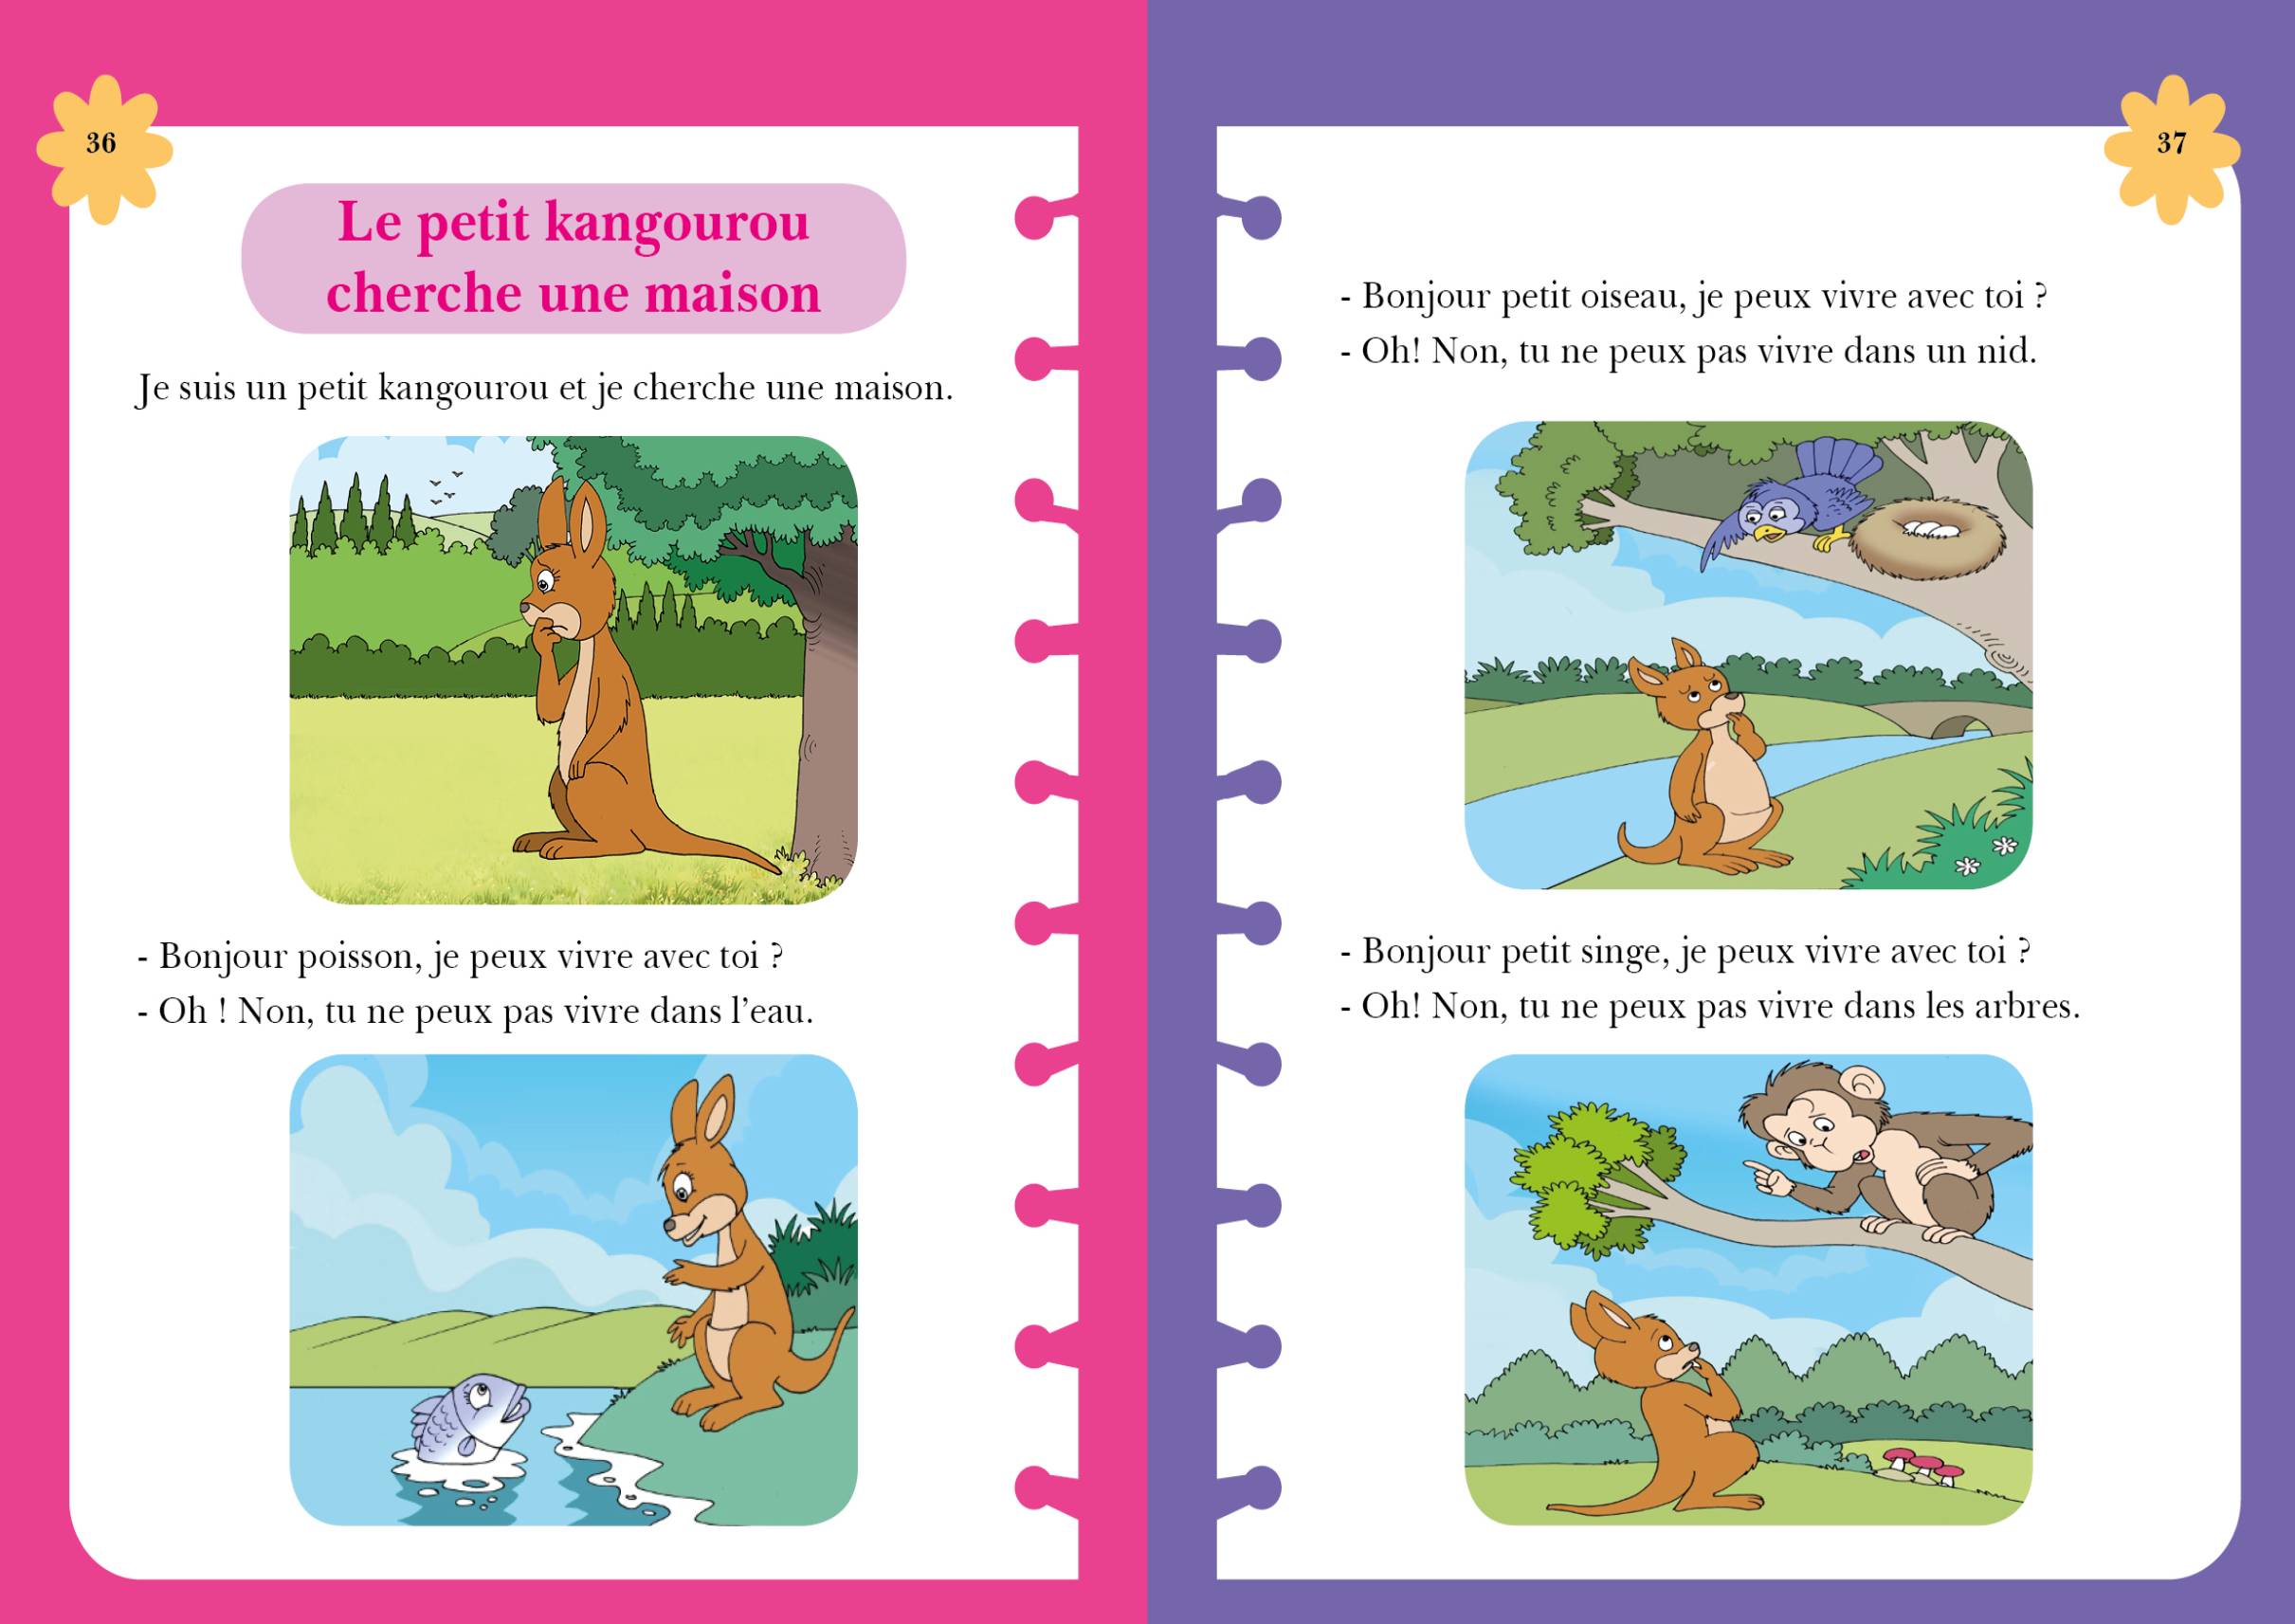 36
Le petit kangourou
cherche une maison
Je suis un petit kangourou et je cherche une maison.
- Bonjour poisson, je peux vivre avec toi ?
- Oh ! Non, tu ne peux pas vivre dans l’eau.
37
- Bonjour petit oiseau, je peux vivre avec toi ?
- Oh! Non, tu ne peux pas vivre dans un nid.
- Bonjour petit singe, je peux vivre avec toi ?
- Oh! Non, tu ne peux pas vivre dans les arbres.